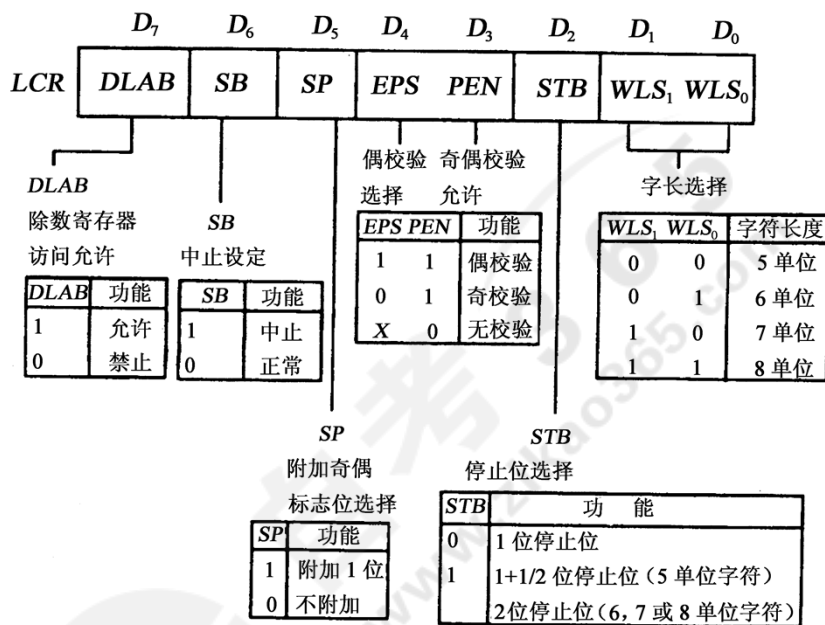 D₇ D₆ D₅ D₄ D₃ D₂ D₁ D₀
LCR DLAB SB SP EPS PEN STB WLS₁ WLS₀
DLAB
除数寄存器
访问允许
DLAB 功能
1 允许
0 禁止
SB
中止设定
SB 功能
1 中止
0 正常
偶校验 奇偶校验
选择 允许
EPS PEN 功能
1 1 偶校验
0 1 奇校验
X 0 无校验
字长选择
WLS₁ WLS₀ 字符长度
0 0 5 单位
0 1 6 单位
1 0 7 单位
1 1 8 单位
SP
附加奇偶
标志位选择
SP 功能
1 附加 1 位
0 不附加
STB
停止位选择
STB 功 能
0 1 位停止位
1 1+1/2 位停止位（5 单位字符）
2位停止位（6，7 或 8 单位字符）
自考 365
www.zikao365.com